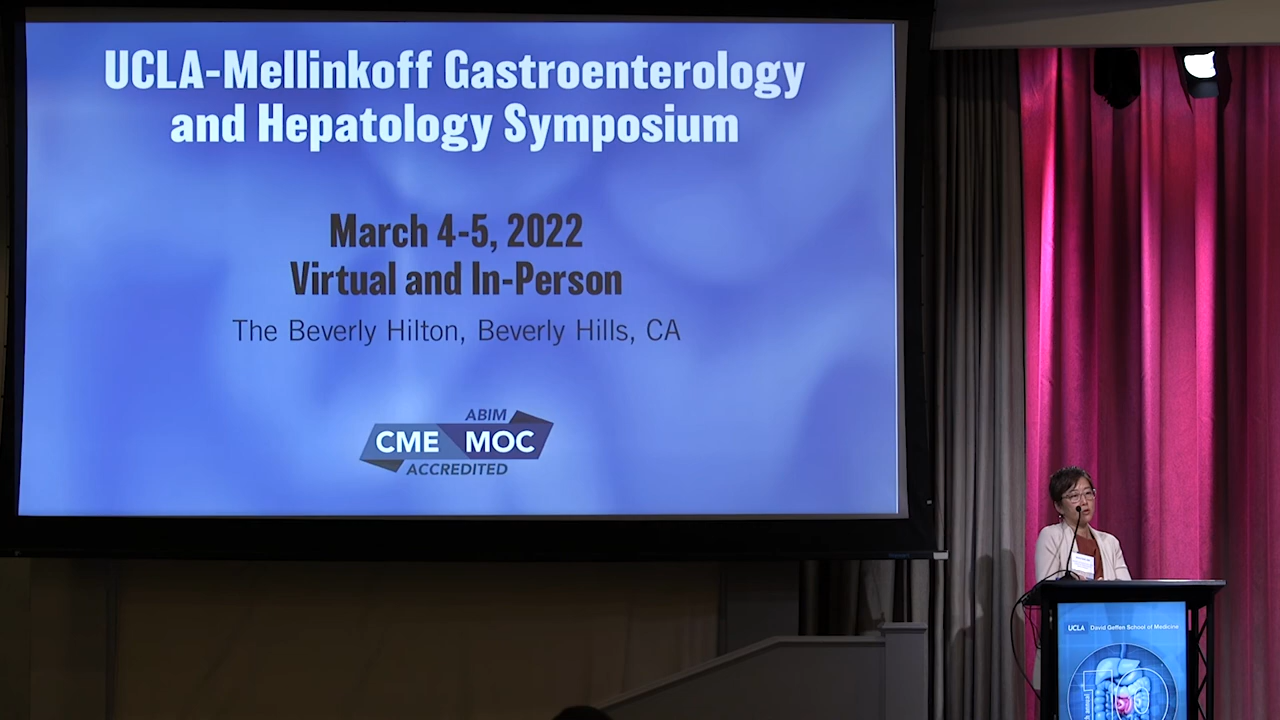 UCLA-Mellinkoff Gastroenterology
and Hepatology Symposium
March 4-5, 2022
Virtual and In-Person
The Beverly Hilton, Beverly Hills, CA
ABIM
CME MOC
ACCREDITED
UCLA David Geffen School of Medicine
annual